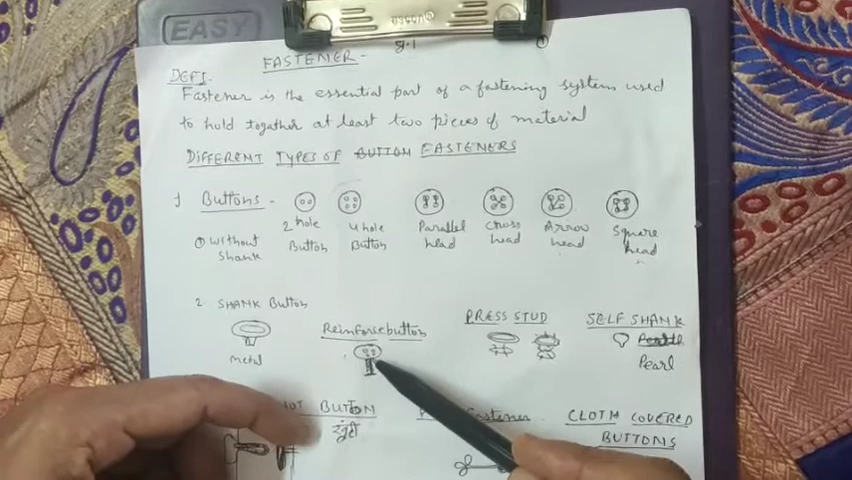 EASY
FASTENER -
DEFI.
Fastener is the essential part of a fastening system used
to hold together at least two pieces of material
DIFFERENT TYPES OF BUTTON FASTENERS
1 Buttons -
① without shank
2 hole Button
4 hole Button
Parallel head
Cross head
Arrow head
Square head
2 SHANK Button
metal
Reinforse button
PRESS STUD
SELF SHANK
Pearl
BUTTON
Fastener
CLOTH COVERED
BUTTONS